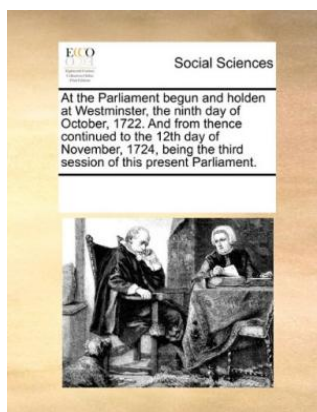 ECCO
Social Sciences
At the Parliament begun and holden
at Westminster, the ninth day of
October, 1722. And from thence
continued to the 12th day of
November, 1724, being the third
session of this present Parliament.